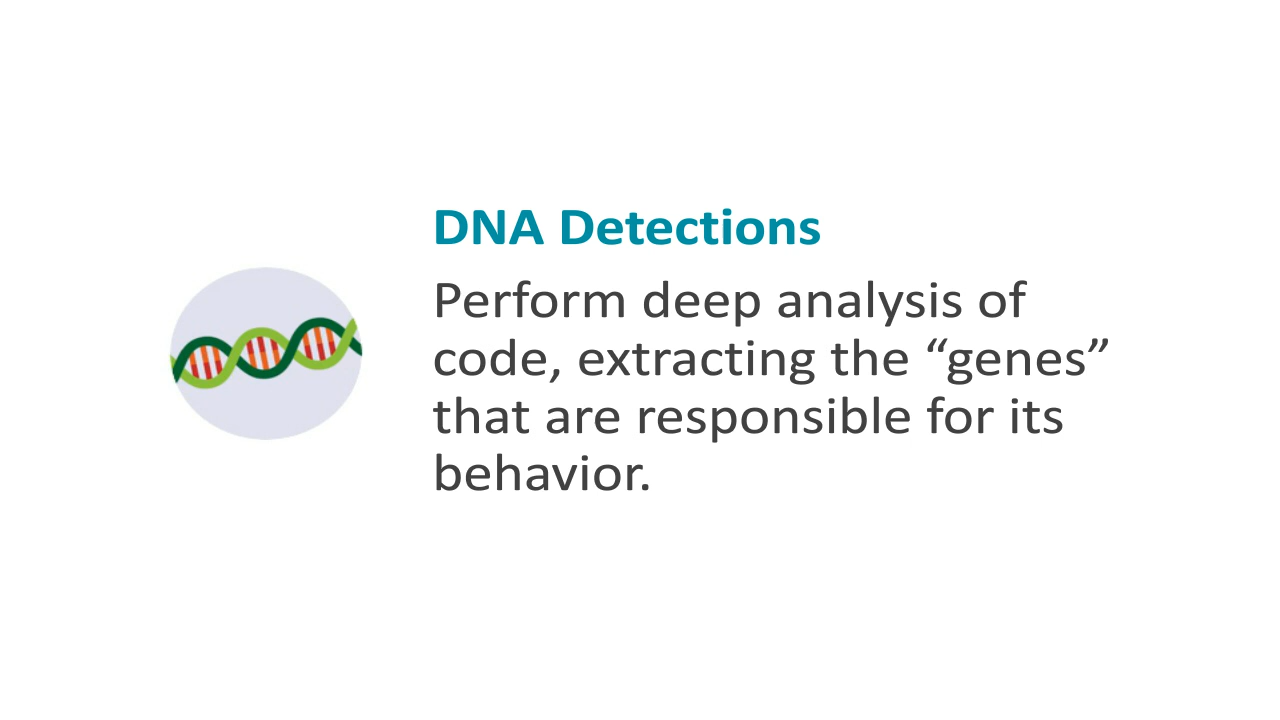 DNA Detections
Perform deep analysis of
code, extracting the “genes”
that are responsible for its
behavior.